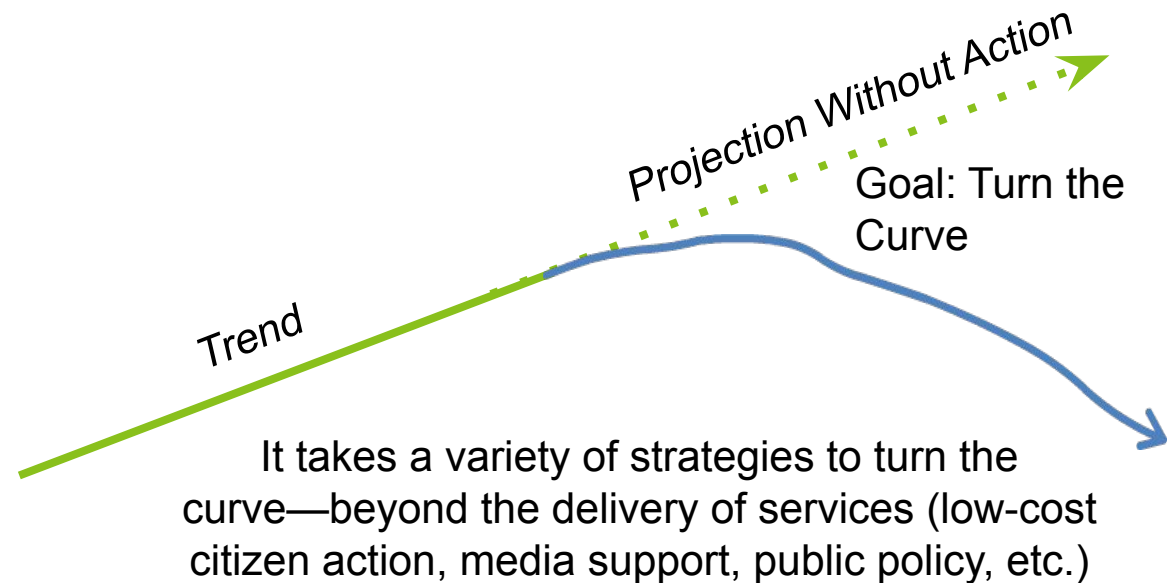 Projection Without Action
Goal: Turn the
Curve
Trend
It takes a variety of strategies to turn the
curve—beyond the delivery of services (low-cost
citizen action, media support, public policy, etc.)